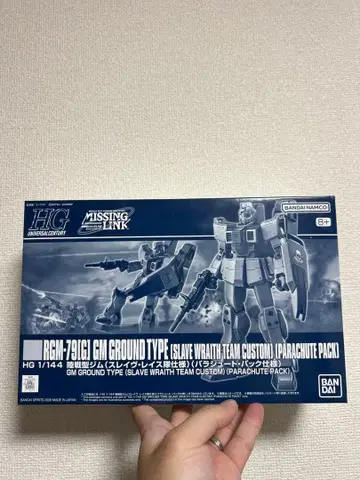 HG
UNIVERSAL CENTURY
MISSING LINK
BANDAI NAMCO
8+
RGM-79[G] GM GROUND TYPE [SLAVE WRAITH TEAM CUSTOM] [PARACHUTE PACK]
HG 1/144 陸戦型ジム〈スレイヴ・レイス隊仕様〉〈パラシュート・パック仕様〉
GM GROUND TYPE (SLAVE WRAITH TEAM CUSTOM) (PARACHUTE PACK)
BANDAI